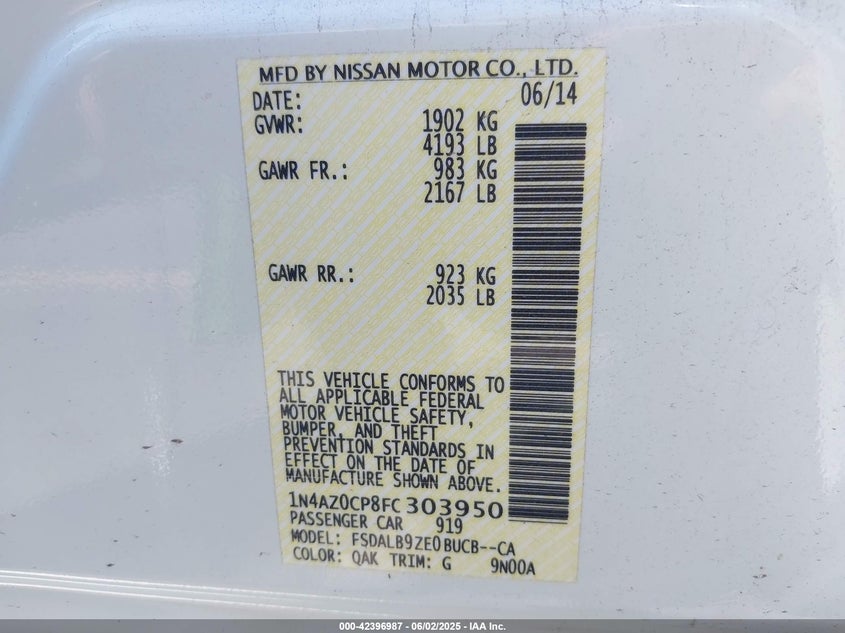 MFD BY NISSAN MOTOR CO., LTD.
DATE: 06/14
GVWR: 1902 KG
4193 LB
GAWR FR.: 983 KG
2167 LB
GAWR RR.: 923 KG
2035 LB
THIS VEHICLE CONFORMS TO
ALL APPLICABLE FEDERAL
MOTOR VEHICLE SAFETY,
BUMPER, AND THEFT
PREVENTION STANDARDS IN
EFFECT ON THE DATE OF
MANUFACTURE SHOWN ABOVE.
1N4AZ0CP8FC303950
PASSENGER CAR 919
MODEL: FSDALB9ZE0BUCB--CA
COLOR: QAK TRIM: G 9N00A
000-42396987 - 06/02/2025 - IAA Inc.